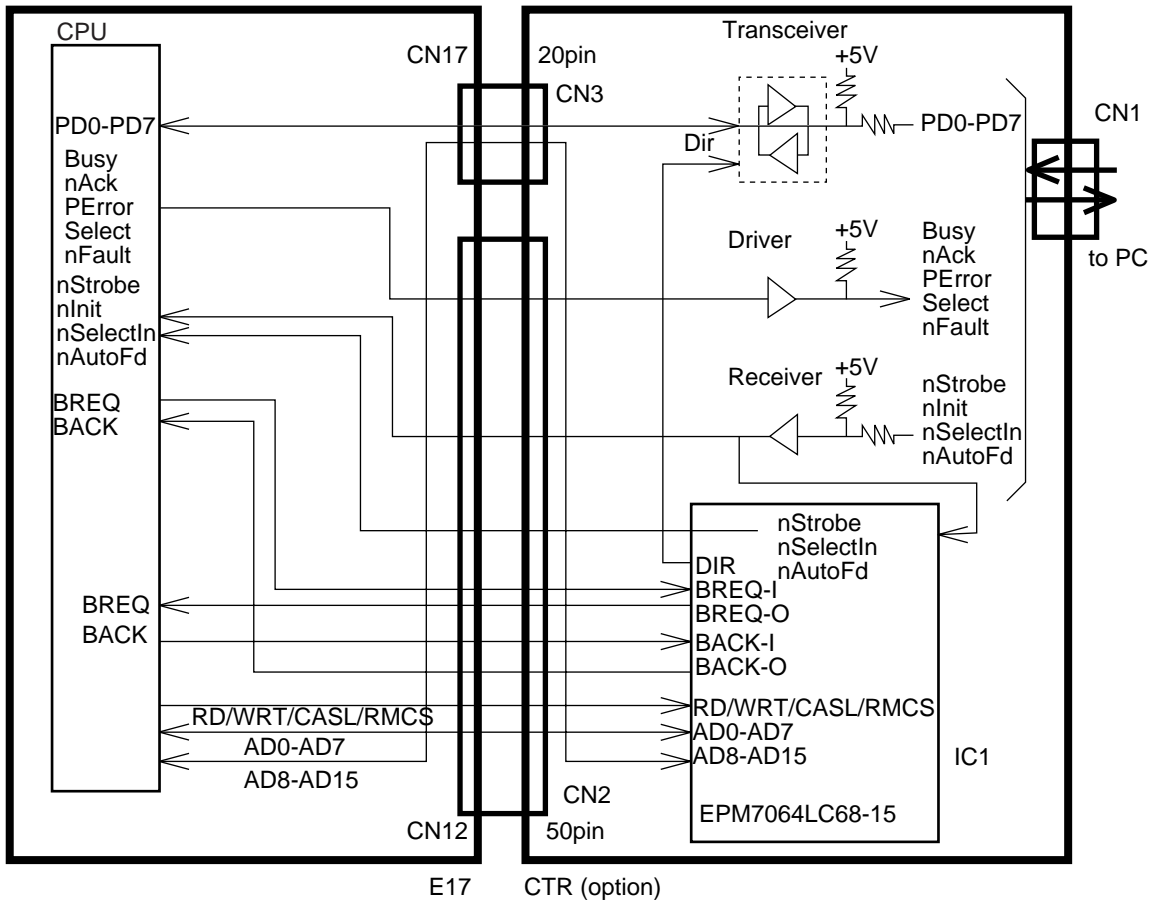 CPU
CN17
20pin
CN3
PD0-PD7
Busy
nAck
PError
Select
nFault
nStrobe
nInit
nSelectIn
nAutoFd
BREQ
BACK
BREQ
BACK
RD/WRT/CASL/RMCS
AD0-AD7
AD8-AD15
CN12
CN2
50pin
E17
CTR (option)
Transceiver
+5V
Dir
PD0-PD7
CN1
to PC
Driver
+5V
Busy
nAck
PError
Select
nFault
Receiver
+5V
nStrobe
nInit
nSelectIn
nAutoFd
nStrobe
nSelectIn
nAutoFd
DIR
BREQ-I
BREQ-O
BACK-I
BACK-O
RD/WRT/CASL/RMCS
AD0-AD7
AD8-AD15
IC1
EPM7064LC68-15